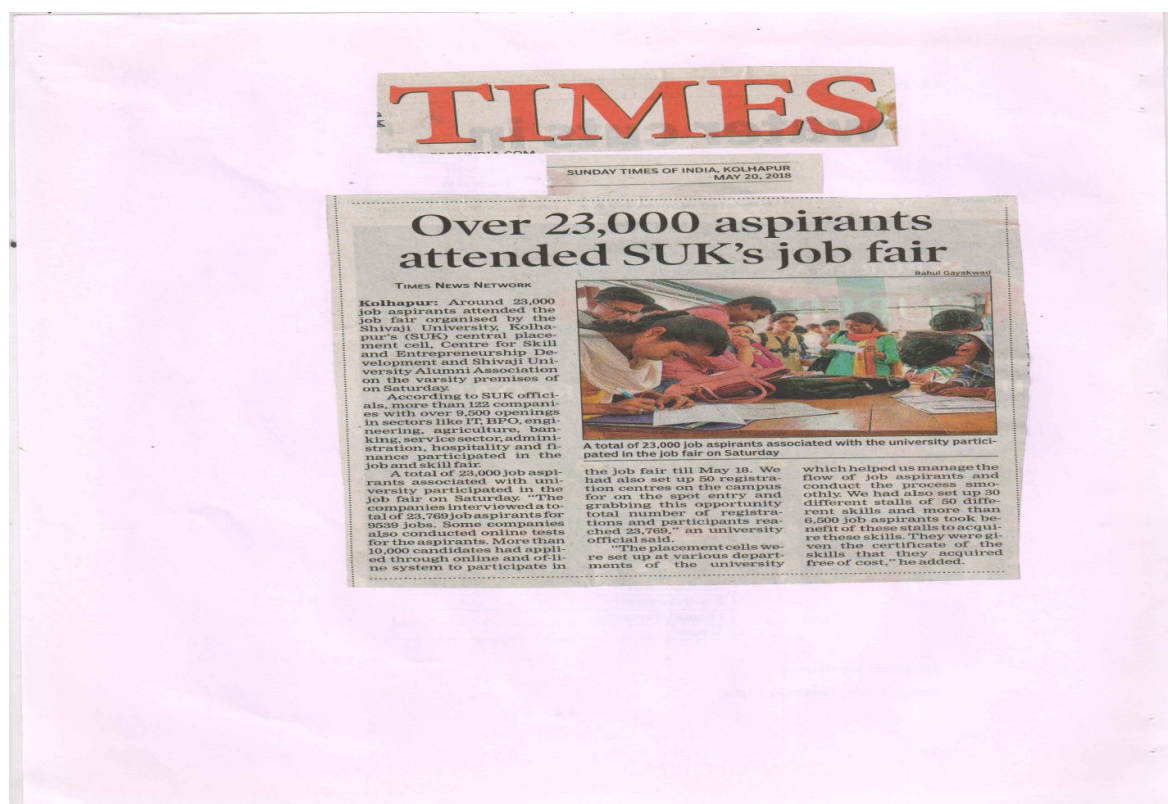 TIMES
SUNDAY TIMES OF INDIA, KOLHAPUR
MAY 20, 2018
Over 23,000 aspirants
attended SUK's job fair
Rahul Gayakwad
TIMES NEWS NETWORK
Kolhapur: Around 23,000
job aspirants attended the
job fair organised by the
Shivaji University, Kolha-
pur's (SUK) central place-
ment cell, Centre for Skill
and Entrepreneurship De-
velopment and Shivaji Uni-
versity Alumni Association
on the varsity premises of
on Saturday.
According to SUK offici-
als, more than 122 compani-
es with over 9,500 openings
in sectors like IT, BPO, engi-
neering, agriculture, ban-
king, service sector, admini-
stration, hospitality and fi-
nance participated in the
job and skill fair.
A total of 23,000 job aspi-
rants associated with uni-
versity participated in the
job fair on Saturday. "The
companies interviewed a to-
tal of 23,769 job aspirants for
9539 jobs. Some companies
also conducted online tests
for the aspirants. More than
10,000 candidates had appli-
ed through online and of-li-
ne system to participate in
A total of 23,000 job aspirants associated with the university partici-
pated in the job fair on Saturday
the job fair till May 18. We
had also set up 50 registra-
tion centres on the campus
for on the spot entry and
grabbing this opportunity
total number of registra-
tions and participants rea-
ched 23,769," an university
official said.
"The placement cells we-
re set up at various depart-
ments of the university
which helped us manage the
flow of job aspirants and
conduct the process smo-
othly. We had also set up 30
different stalls of 50 diffe-
rent skills and more than
6,500 job aspirants took be-
nefit of these stalls to acqui-
re these skills. They were gi-
ven the certificate of the
skills that they acquired
free of cost," he added.